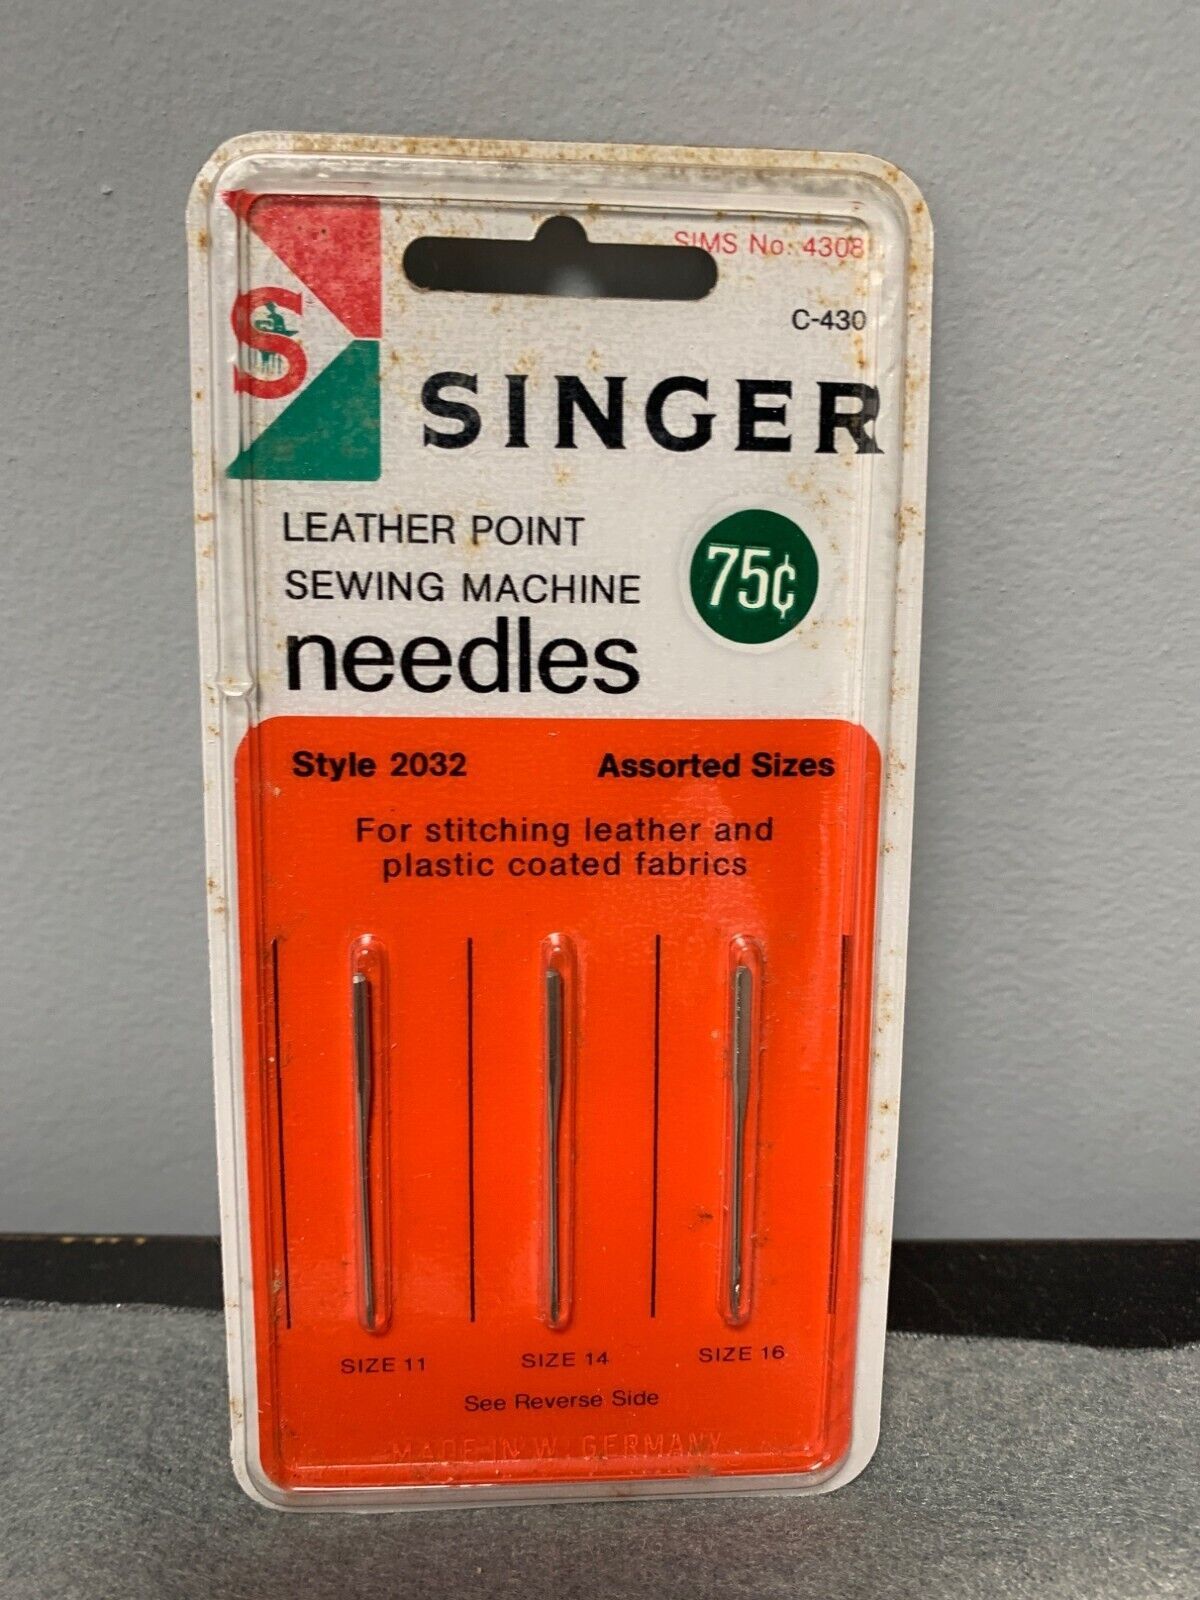 SIMS No. 4308
C-430
S
SINGER
LEATHER POINT
SEWING MACHINE
needles
75¢
Style 2032 Assorted Sizes
For stitching leather and
plastic coated fabrics
SIZE 11 SIZE 14 SIZE 16
See Reverse Side
MADE IN W. GERMANY